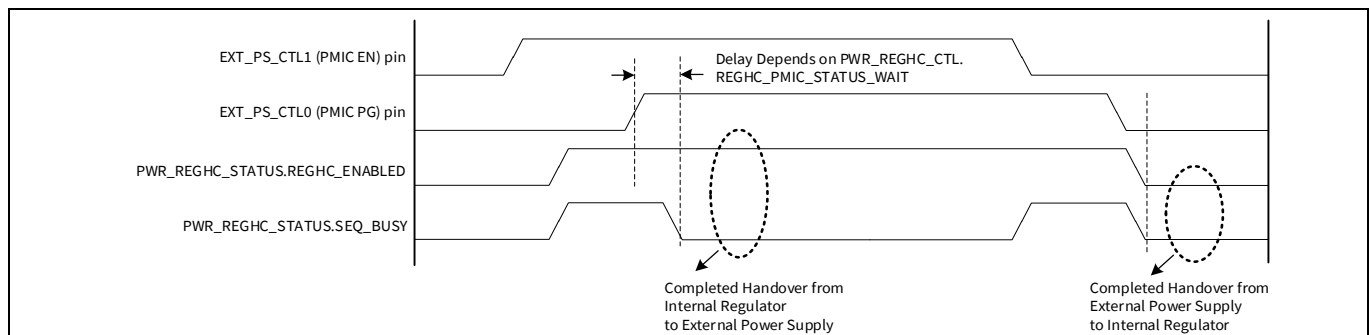 EXT_PS_CTL1 (PMIC EN) pin
Delay Depends on PWR_REGHC_CTL.
REGHC_PMIC_STATUS_WAIT
EXT_PS_CTL0 (PMIC PG) pin
PWR_REGHC_STATUS.REGHC_ENABLED
PWR_REGHC_STATUS.SEQ_BUSY
Completed Handover from
Internal Regulator
to External Power Supply
Completed Handover from
External Power Supply
to Internal Regulator